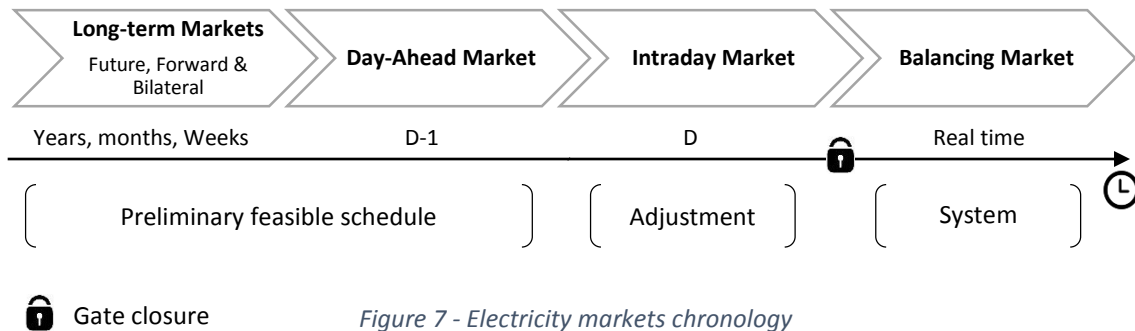 Long-term Markets
Future, Forward &
Bilateral
Day-Ahead Market
Intraday Market
Balancing Market
Years, months, Weeks
D-1
D
Real time
Preliminary feasible schedule
Adjustment
System
Gate closure
Figure 7 - Electricity markets chronology